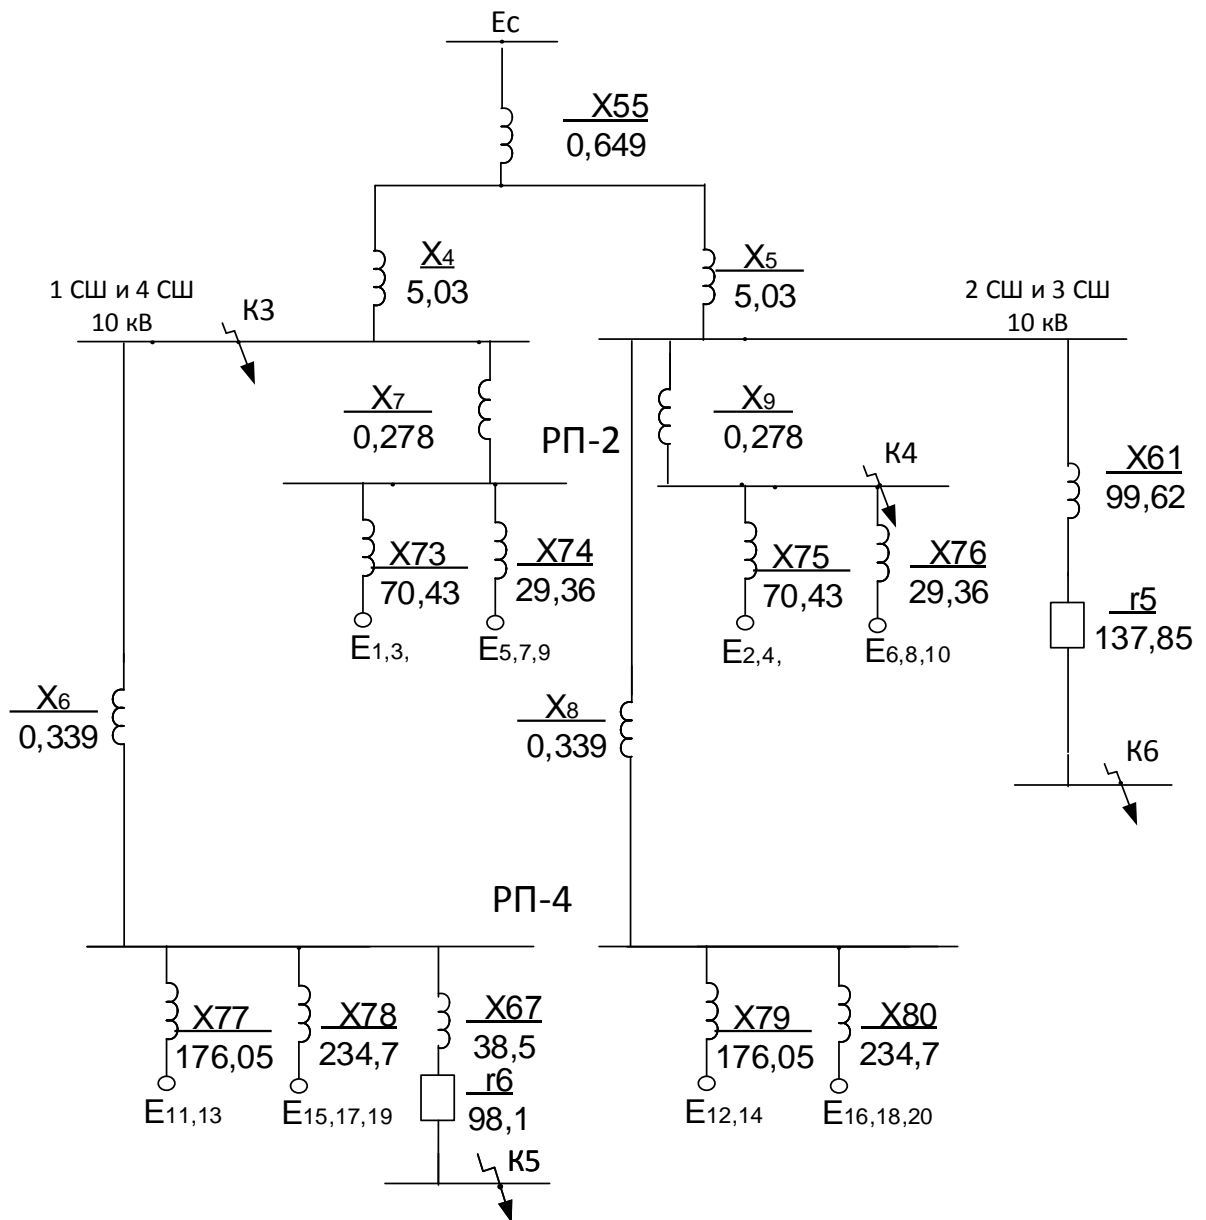 Ес
X55
0,649
X4
5,03
X5
5,03
1 СШ и 4 СШ
10 кВ
К3
2 СШ и 3 СШ
10 кВ
X7
0,278
РП-2
X9
0,278
К4
X61
99,62
X73
70,43
X74
29,36
X75
70,43
X76
29,36
r5
137,85
E1,3,
E5,7,9
E2,4,
E6,8,10
X6
0,339
X8
0,339
К6
РП-4
X77
176,05
X78
234,7
X67
38,5
r6
98,1
X79
176,05
X80
234,7
E11,13
E15,17,19
E12,14
E16,18,20
К5